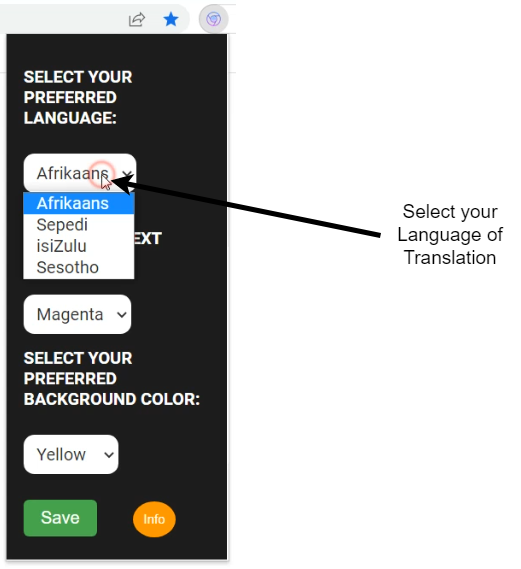 SELECT YOUR
PREFERRED
LANGUAGE:
Afrikaans
Afrikaans
Sepedi
isiZulu
Sesotho
EXT
Magenta
SELECT YOUR
PREFERRED
BACKGROUND COLOR:
Yellow
Save
Info
Select your
Language of
Translation